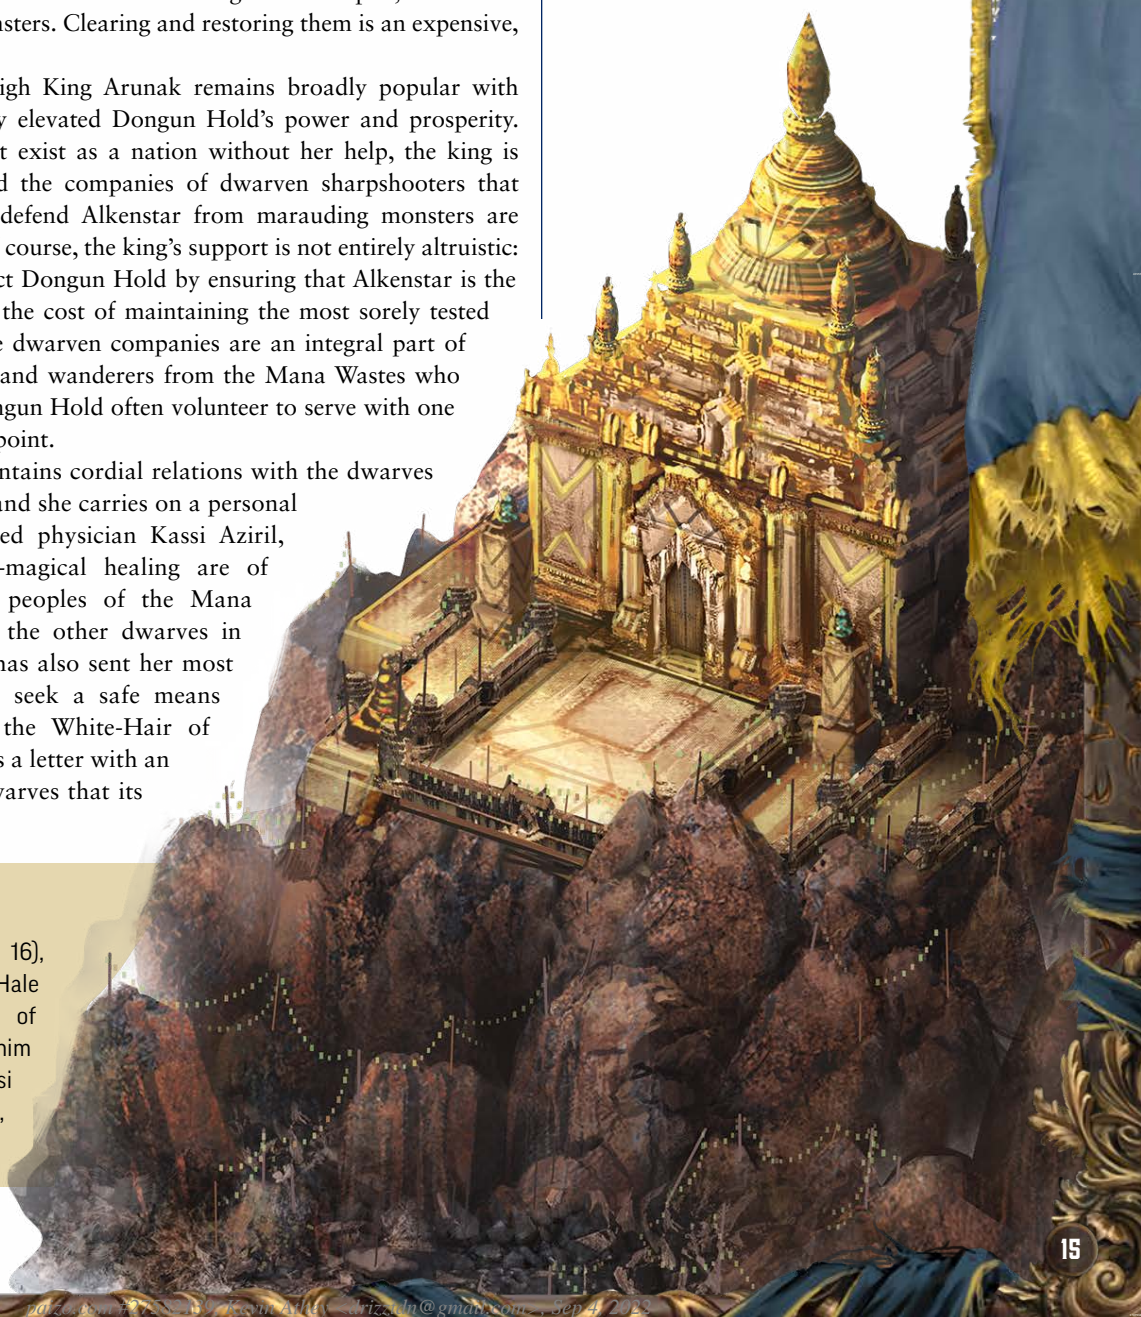 nsters. Clearing and restoring them is an expensive,
igh King Arunak remains broadly popular with
y elevated Dongun Hold's power and prosperity.
t exist as a nation without her help, the king is
d the companies of dwarven sharpshooters that
defend Alkenstar from marauding monsters are
course, the king's support is not entirely altruistic:
ct Dongun Hold by ensuring that Alkenstar is the
the cost of maintaining the most sorely tested
e dwarven companies are an integral part of
and wanderers from the Mana Wastes who
ngun Hold often volunteer to serve with one
point.
ntains cordial relations with the dwarves
and she carries on a personal
ed physician Kassi Aziril,
-magical healing are of
peoples of the Mana
the other dwarves in
has also sent her most
seek a safe means
the White-Hair of
s a letter with an
warves that its
16),
Hale
of
him
si
,
15
paizo.com